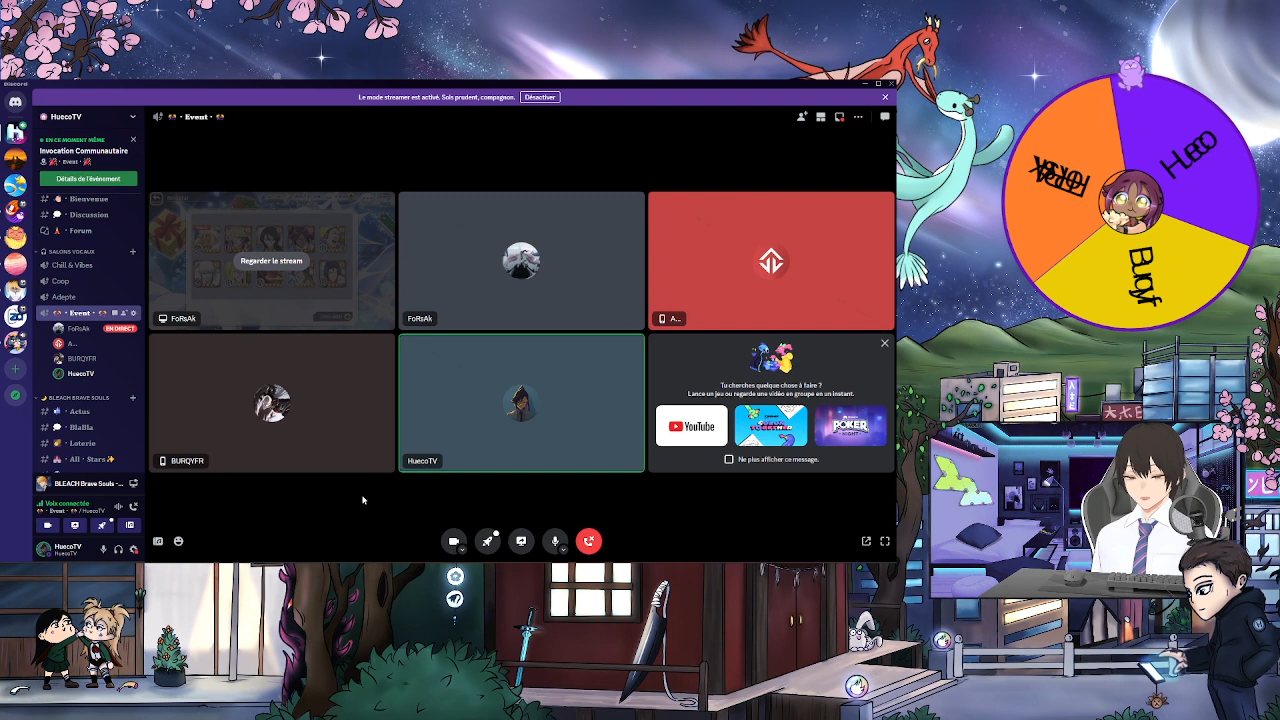 Discord
Le mode streamer est activé. Sois prudent, compagnon.
Désactiver
HuecoTV
EN CE MOMENT MÊME
Invocation Communautaire
· Event ·
Détails de l'événement
· Bienvenue
· Discussion
· Forum
SALONS VOCAUX
Chill & Vibes
Coop
Adepte
· Event ·
FoRsAk
EN DIRECT
A...
BURQYFR
HuecoTV
BLEACH BRAVE SOULS
· Actus
· BlaBla
· Loterie
· All · Stars
BLEACH Brave Souls - ...
Voix connectée
· Event · / HuecoTV
HuecoTV
HuecoTV
· Event ·
Regarder le stream
FoRsAk
FoRsAk
A...
BURQYFR
HuecoTV
Tu cherches quelque chose à faire ?
Lance un jeu ou regarde une vidéo en groupe en un instant.
YouTube
POKER
NIGHT
Ne plus afficher ce message.
Hueco
Burqyf